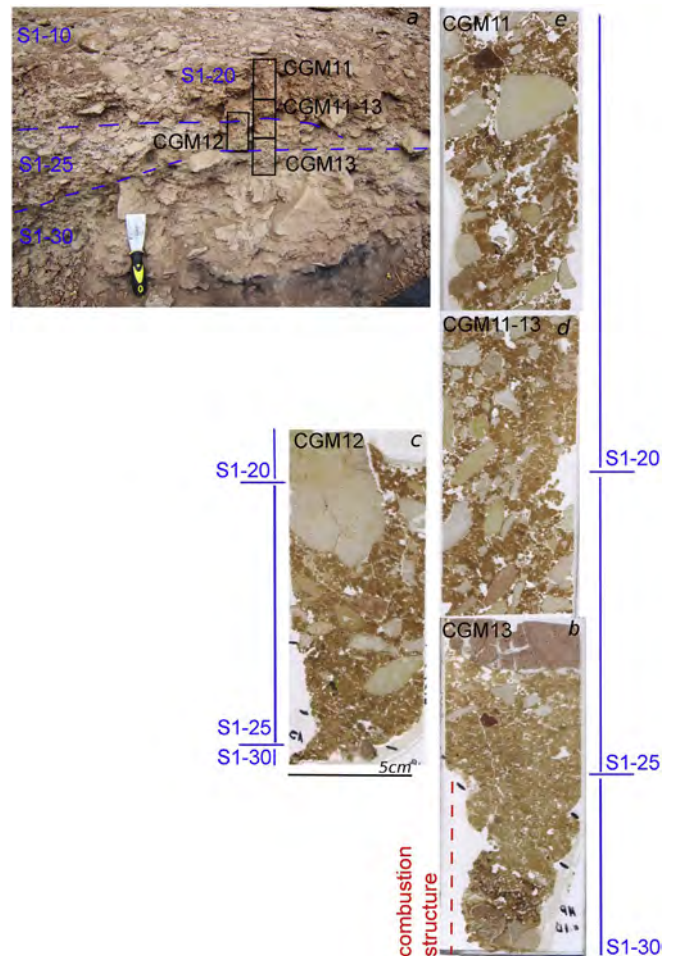 a
S1-10
CGM11
S1-20
CGM11-13
CGM12
S1-25
CGM13
S1-30
CGM11
e
CGM11-13
d
S1-20
CGM12
c
S1-20
S1-25
S1-30
5cm
CGM13
b
S1-25
combustion
structure
S1-30